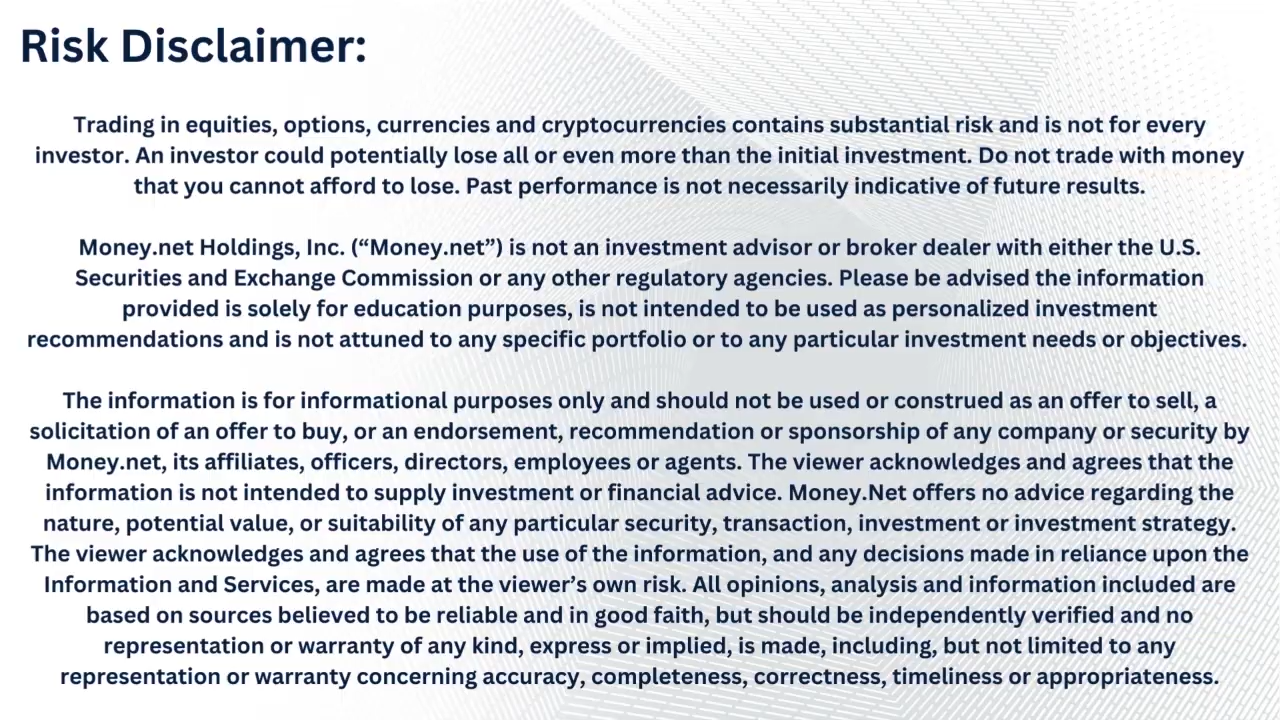 Risk Disclaimer:
Trading in equities, options, currencies and cryptocurrencies contains substantial risk and is not for every
investor. An investor could potentially lose all or even more than the initial investment. Do not trade with money
that you cannot afford to lose. Past performance is not necessarily indicative of future results.
Money.net Holdings, Inc. (“Money.net”) is not an investment advisor or broker dealer with either the U.S.
Securities and Exchange Commission or any other regulatory agencies. Please be advised the information
provided is solely for education purposes, is not intended to be used as personalized investment
recommendations and is not attuned to any specific portfolio or to any particular investment needs or objectives.
The information is for informational purposes only and should not be used or construed as an offer to sell, a
solicitation of an offer to buy, or an endorsement, recommendation or sponsorship of any company or security by
Money.net, its affiliates, officers, directors, employees or agents. The viewer acknowledges and agrees that the
information is not intended to supply investment or financial advice. Money.Net offers no advice regarding the
nature, potential value, or suitability of any particular security, transaction, investment or investment strategy.
The viewer acknowledges and agrees that the use of the information, and any decisions made in reliance upon the
Information and Services, are made at the viewer’s own risk. All opinions, analysis and information included are
based on sources believed to be reliable and in good faith, but should be independently verified and no
representation or warranty of any kind, express or implied, is made, including, but not limited to any
representation or warranty concerning accuracy, completeness, correctness, timeliness or appropriateness.